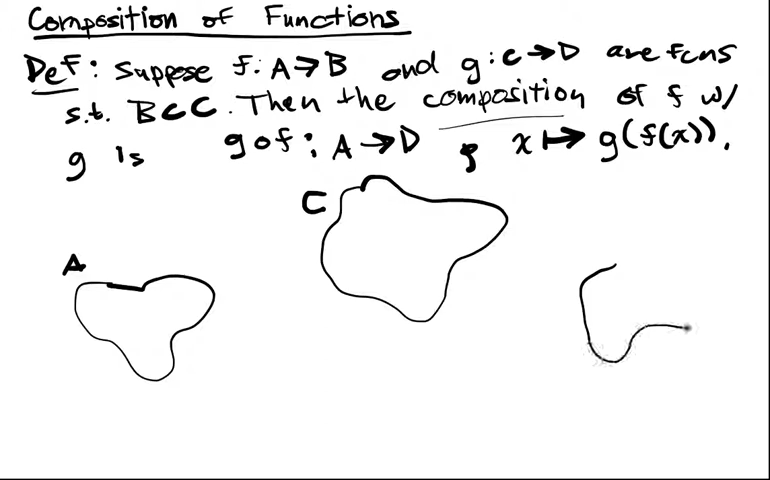 Composition of Functions
Def: Suppose f: A→B and g: C→D are fcns
s.t. B⊂C. Then the composition of f w/
g is g∘f: A→D & x↦g(f(x)).
C
A